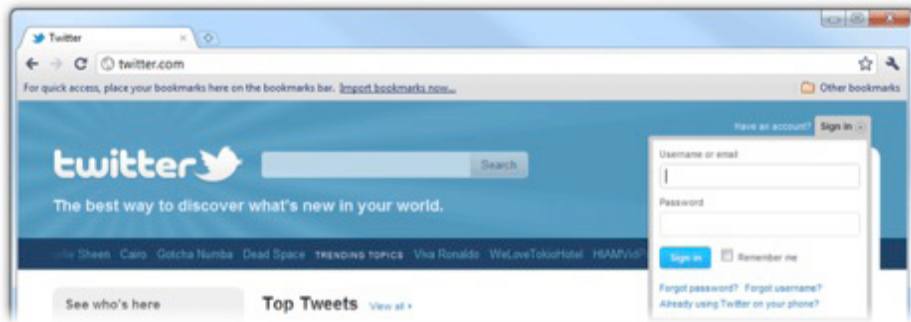 Twitter
twitter.com
For quick access, place your bookmarks here on the bookmarks bar. Import bookmarks now...
Other bookmarks
Have an account? Sign in
Username or email
twitter
Search
Password
The best way to discover what's new in your world.
Sheen Cairo Gotcha Numba Dead Space TRENDING TOPICS Viva Ronaldo WeLoveTokioHotel
Sign in Remember me
Forgot password? Forgot username?
Already using Twitter on your phone?
See who's here
Top Tweets View all